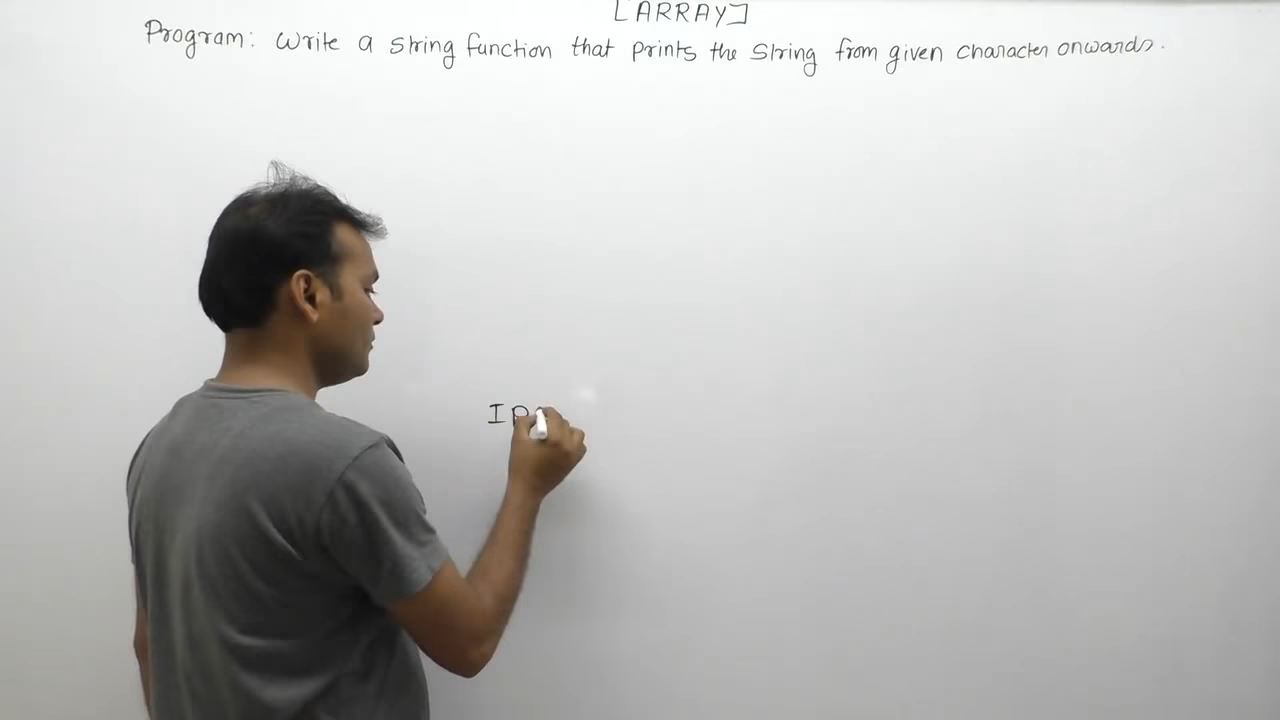 [ARRAY]
Program: Write a string function that prints the string from given character onwards.
I